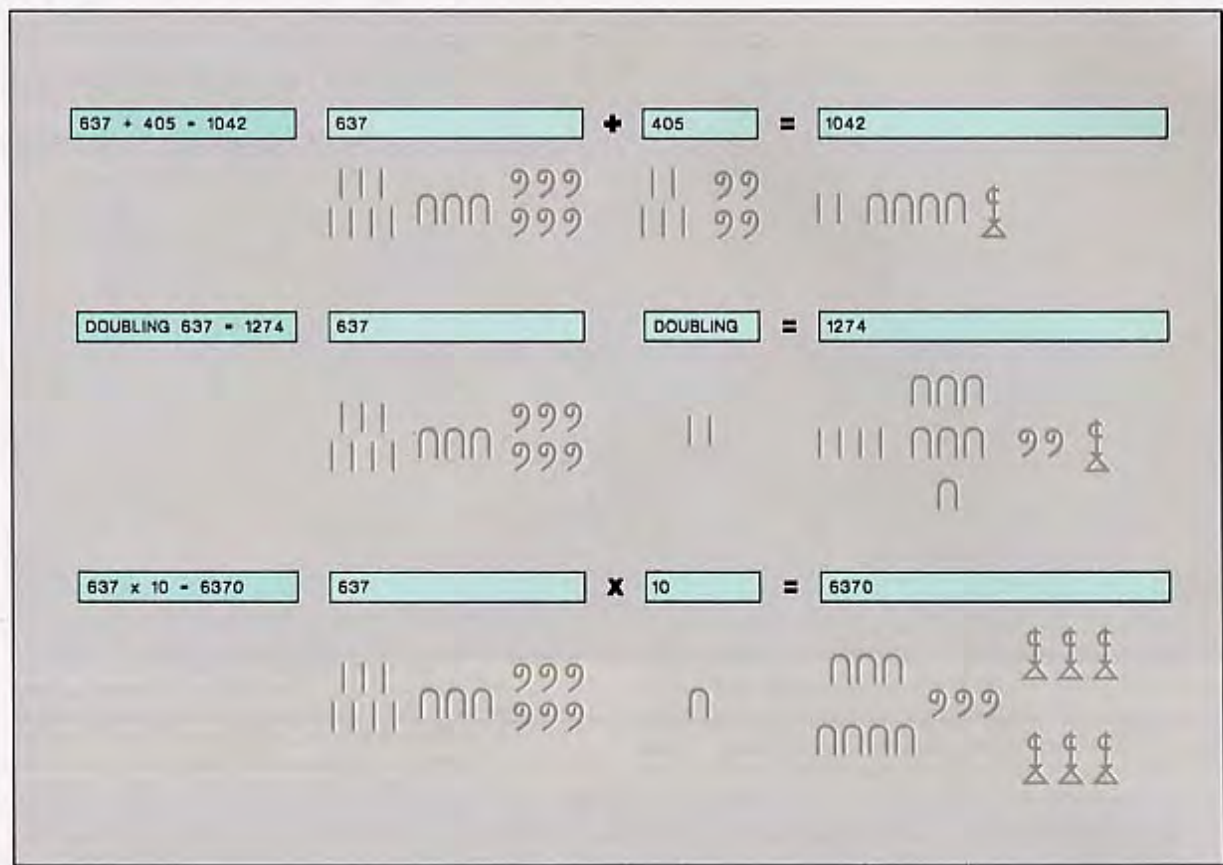 637 + 405 = 1042 637 + 405 = 1042
DOUBLING 637 = 1274 637 DOUBLING = 1274
637 x 10 = 6370 637 x 10 = 6370